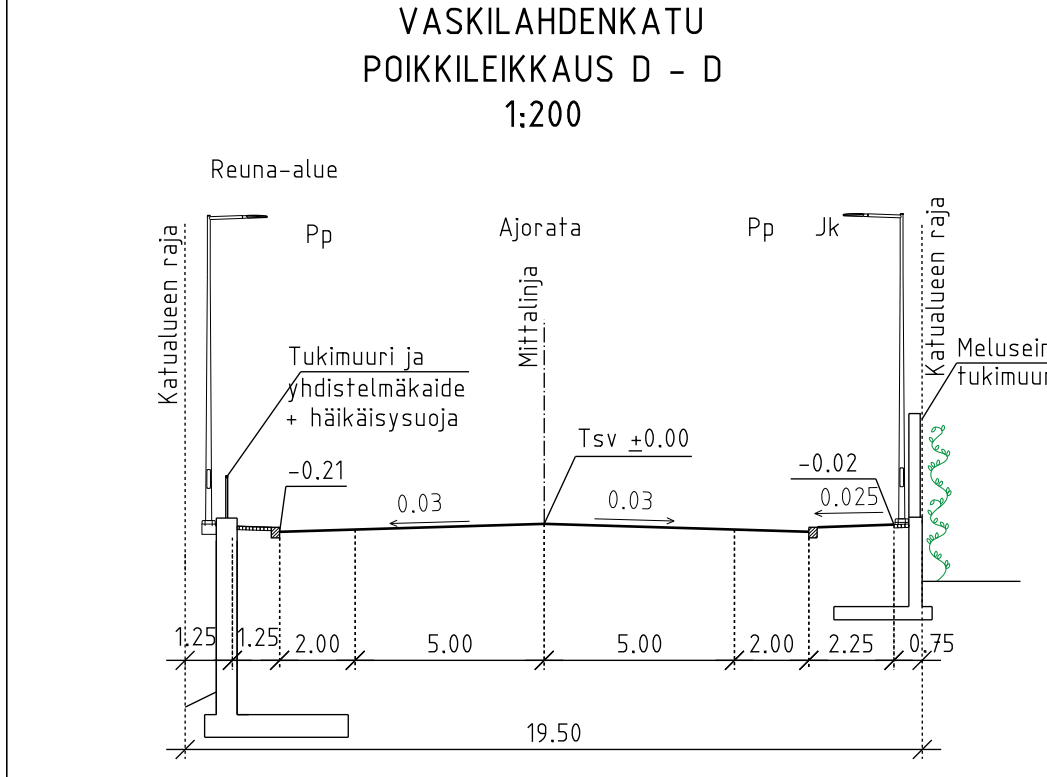 VASKILAHDENKATU
POIKKILEIKKAUS D - D
1:200
Reuna-alue
Pp
Ajorata
Pp
Jk
Katualueen raja
Mittalinja
Katualueen raja
Tukimuuri ja
yhdistelmäkaide
+ häikäisysuoja
Meluse
tukimuu
Tsv ±0.00
-0.21
-0.02
0.03
0.03
0.025
1.25
1.25
2.00
5.00
5.00
2.00
2.25
0.75
19.50